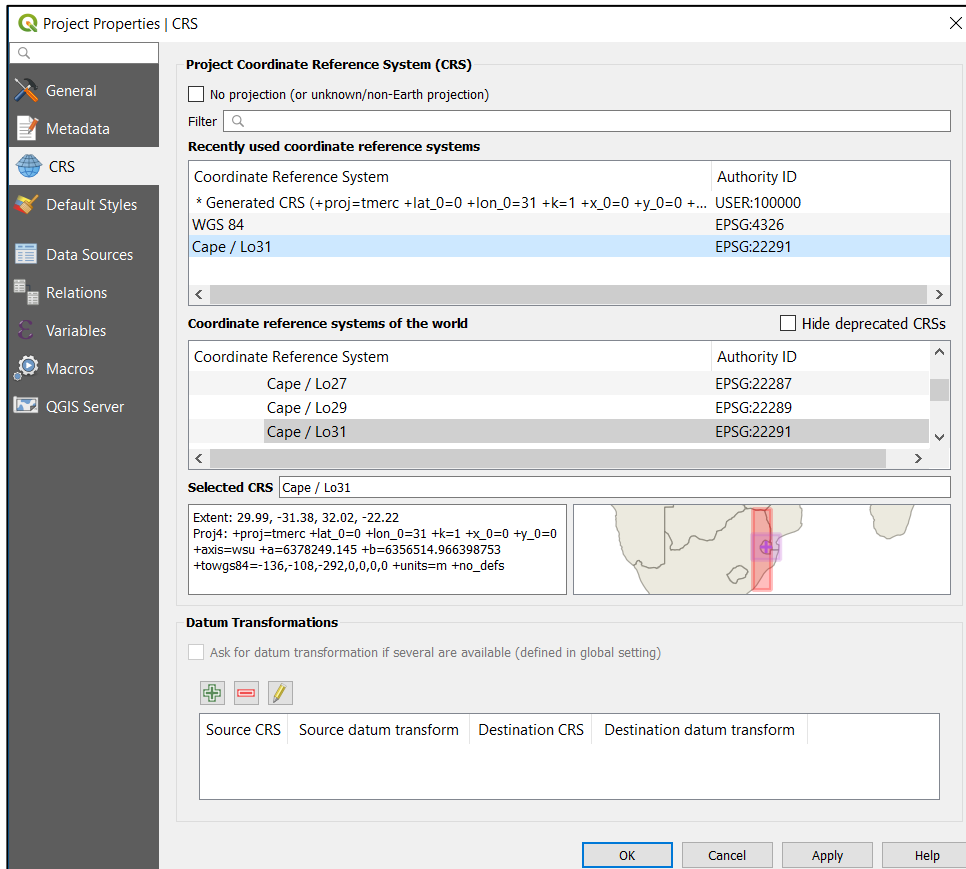 Project Properties | CRS
General
Metadata
CRS
Default Styles
Data Sources
Relations
Variables
Macros
QGIS Server
Project Coordinate Reference System (CRS)
No projection (or unknown/non-Earth projection)
Filter
Recently used coordinate reference systems
Coordinate Reference System Authority ID
* Generated CRS (+proj=tmerc +lat_0=0 +lon_0=31 +k=1 +x_0=0 +y_0=0 +... USER:100000
WGS 84 EPSG:4326
Cape / Lo31 EPSG:22291
Coordinate reference systems of the world Hide deprecated CRSs
Coordinate Reference System Authority ID
Cape / Lo27 EPSG:22287
Cape / Lo29 EPSG:22289
Cape / Lo31 EPSG:22291
Selected CRS Cape / Lo31
Extent: 29.99, -31.38, 32.02, -22.22
Proj4: +proj=tmerc +lat_0=0 +lon_0=31 +k=1 +x_0=0 +y_0=0
+axis=wsu +a=6378249.145 +b=6356514.966398753
+towgs84=-136,-108,-292,0,0,0,0 +units=m +no_defs
Datum Transformations
Ask for datum transformation if several are available (defined in global setting)
Source CRS Source datum transform Destination CRS Destination datum transform
OK Cancel Apply Help